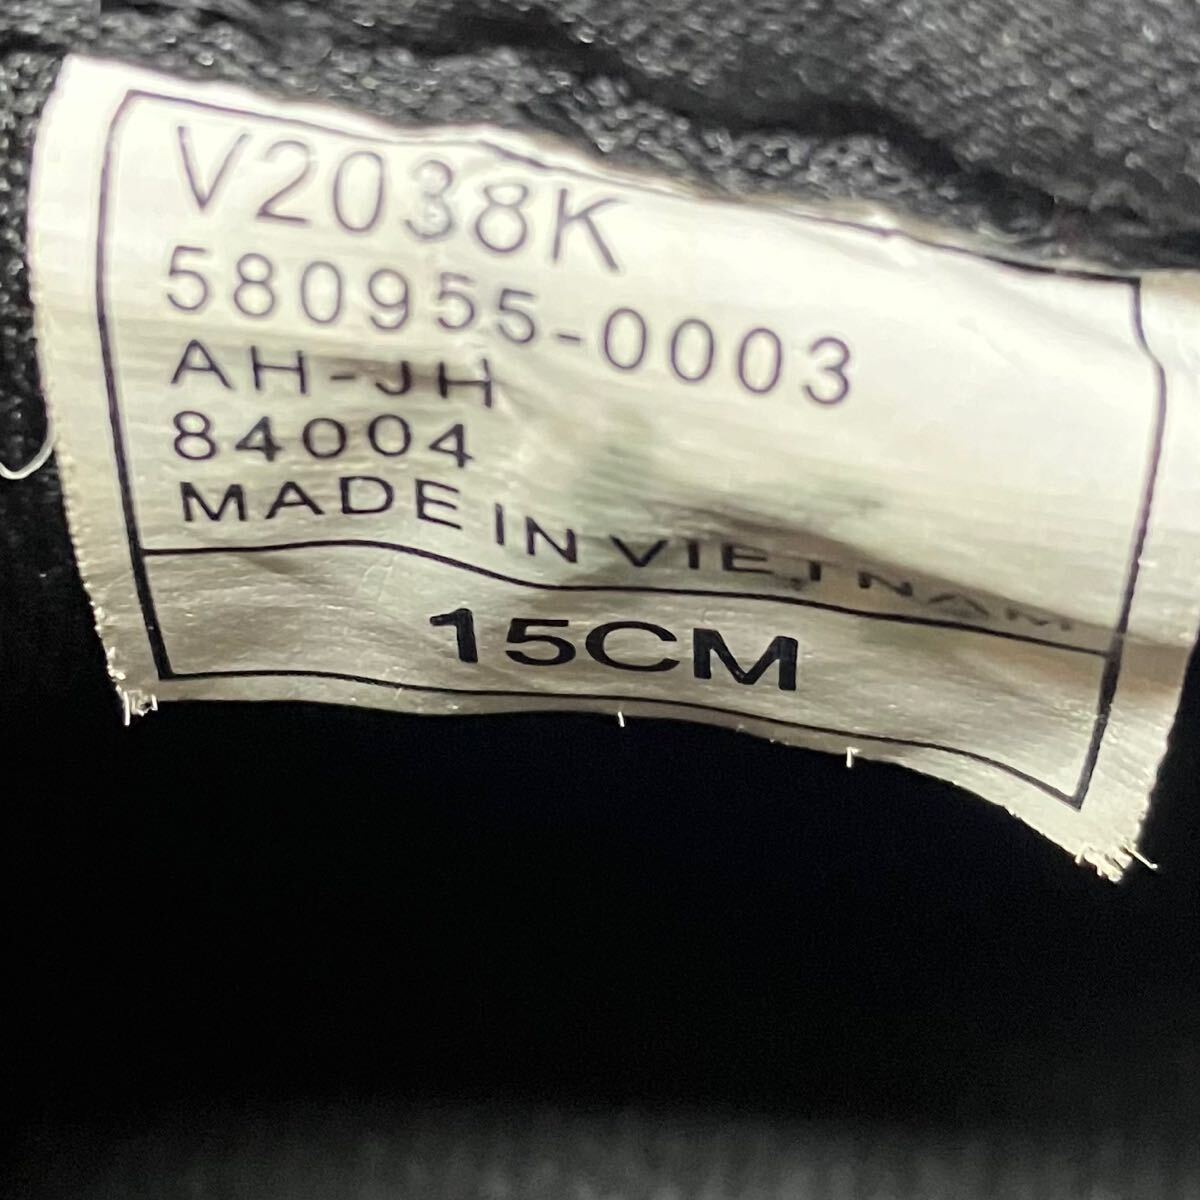 V2038K
580955-0003
AH-JH
84004
MADE IN VIETNAM
15CM